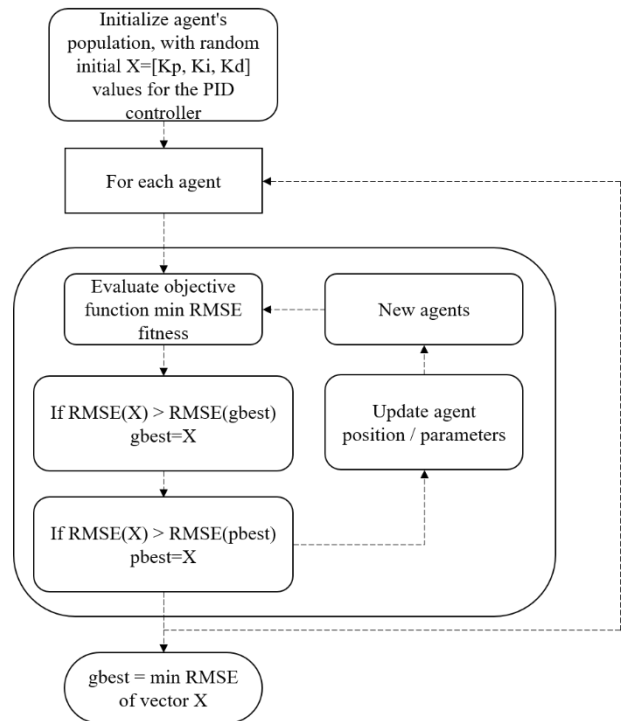 Initialize agent's
population, with random
initial X=[Kp, Ki, Kd]
values for the PID
controller
For each agent
Evaluate objective
function min RMSE
fitness
New agents
If RMSE(X) > RMSE(gbest)
gbest=X
Update agent
position / parameters
If RMSE(X) > RMSE(pbest)
pbest=X
gbest = min RMSE
of vector X